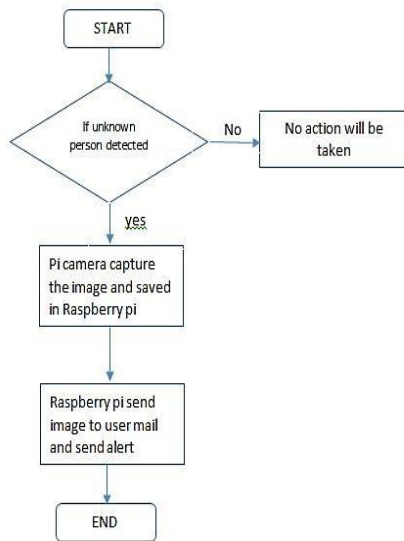 START
If unknown
person detected
No
No action will be
taken
yes
Pi camera capture
the image and saved
in Raspberry pi
Raspberry pi send
image to user mail
and send alert
END